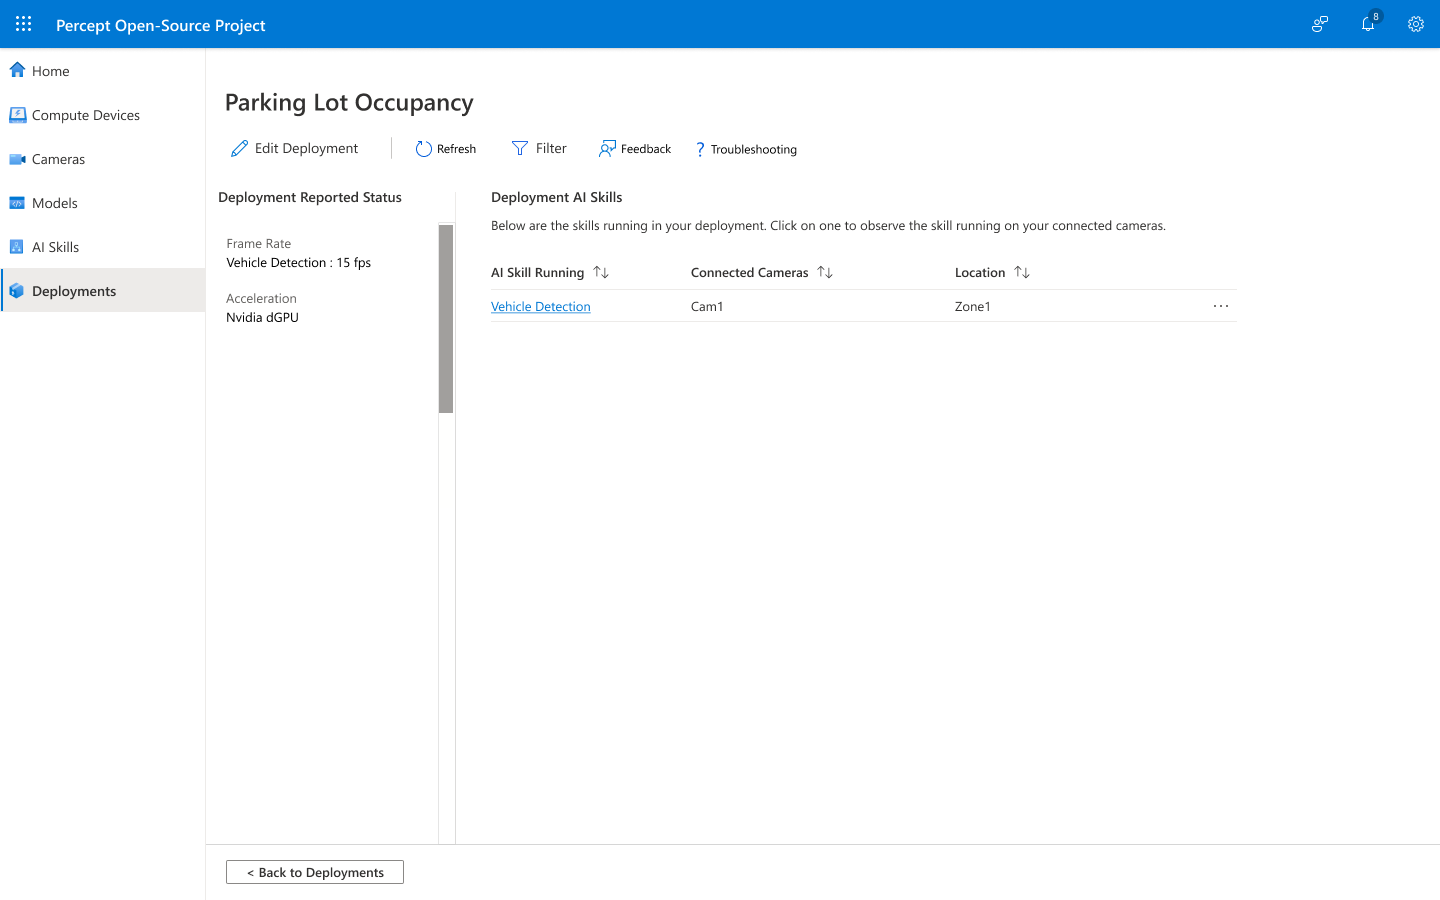 Percept Open-Source Project
8
Home
Compute Devices
Cameras
Models
AI Skills
Deployments
Parking Lot Occupancy
Edit Deployment
Refresh
Filter
Feedback
? Troubleshooting
Deployment Reported Status
Frame Rate
Vehicle Detection : 15 fps
Acceleration
Nvidia dGPU
Deployment AI Skills
Below are the skills running in your deployment. Click on one to observe the skill running on your connected cameras.
AI Skill Running
Connected Cameras
Location
Vehicle Detection
Cam1
Zone1
...
< Back to Deployments